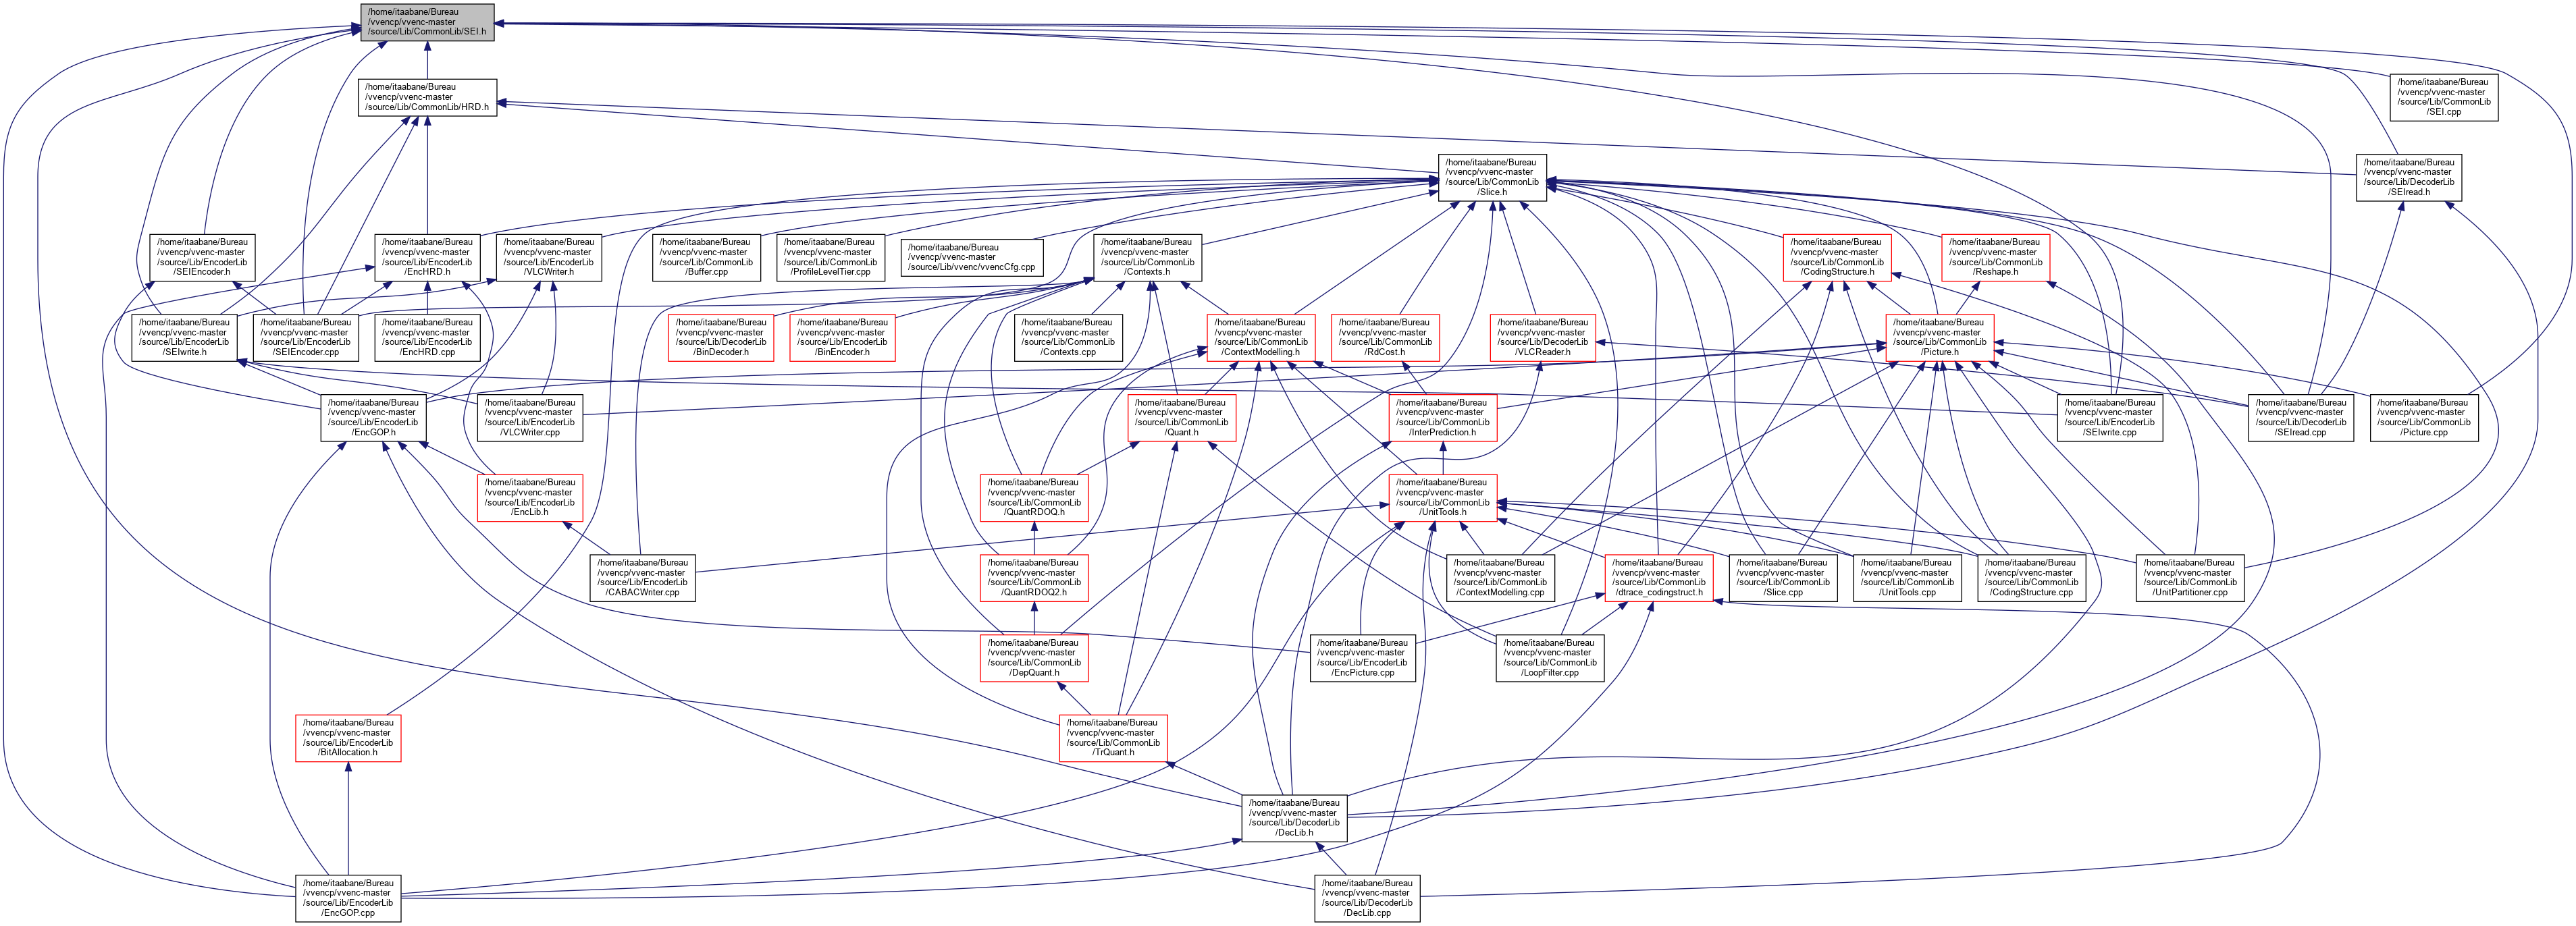 /home/itaabane/Bureau
/vvencp/vvenc-master
/source/Lib/CommonLib/SEI.h
/home/itaabane/Bureau
/vvencp/vvenc-master
/source/Lib/CommonLib
/SEI.cpp
/home/itaabane/Bureau
/vvencp/vvenc-master
/source/Lib/CommonLib/HRD.h
/home/itaabane/Bureau
/vvencp/vvenc-master
/source/Lib/CommonLib
/Slice.h
/home/itaabane/Bureau
/vvencp/vvenc-master
/source/Lib/DecoderLib
/SEIread.h
/home/itaabane/Bureau
/vvencp/vvenc-master
/source/Lib/EncoderLib
/SEIEncoder.h
/home/itaabane/Bureau
/vvencp/vvenc-master
/source/Lib/EncoderLib
/EncHRD.h
/home/itaabane/Bureau
/vvencp/vvenc-master
/source/Lib/EncoderLib
/VLCWriter.h
/home/itaabane/Bureau
/vvencp/vvenc-master
/source/Lib/CommonLib
/Buffer.cpp
/home/itaabane/Bureau
/vvencp/vvenc-master
/source/Lib/CommonLib
/ProfileLevelTier.cpp
/home/itaabane/Bureau
/vvencp/vvenc-master
/source/Lib/vvenc/vvencCfg.cpp
/home/itaabane/Bureau
/vvencp/vvenc-master
/source/Lib/CommonLib
/Contexts.h
/home/itaabane/Bureau
/vvencp/vvenc-master
/source/Lib/CommonLib
/CodingStructure.h
/home/itaabane/Bureau
/vvencp/vvenc-master
/source/Lib/CommonLib
/Reshape.h
/home/itaabane/Bureau
/vvencp/vvenc-master
/source/Lib/EncoderLib
/SEIwrite.h
/home/itaabane/Bureau
/vvencp/vvenc-master
/source/Lib/EncoderLib
/SEIEncoder.cpp
/home/itaabane/Bureau
/vvencp/vvenc-master
/source/Lib/EncoderLib
/EncHRD.cpp
/home/itaabane/Bureau
/vvencp/vvenc-master
/source/Lib/DecoderLib
/BinDecoder.h
/home/itaabane/Bureau
/vvencp/vvenc-master
/source/Lib/EncoderLib
/BinEncoder.h
/home/itaabane/Bureau
/vvencp/vvenc-master
/source/Lib/CommonLib
/Contexts.cpp
/home/itaabane/Bureau
/vvencp/vvenc-master
/source/Lib/CommonLib
/ContextModelling.h
/home/itaabane/Bureau
/vvencp/vvenc-master
/source/Lib/CommonLib
/RdCost.h
/home/itaabane/Bureau
/vvencp/vvenc-master
/source/Lib/DecoderLib
/VLCReader.h
/home/itaabane/Bureau
/vvencp/vvenc-master
/source/Lib/CommonLib
/Picture.h
/home/itaabane/Bureau
/vvencp/vvenc-master
/source/Lib/EncoderLib
/EncGOP.h
/home/itaabane/Bureau
/vvencp/vvenc-master
/source/Lib/EncoderLib
/VLCWriter.cpp
/home/itaabane/Bureau
/vvencp/vvenc-master
/source/Lib/CommonLib
/Quant.h
/home/itaabane/Bureau
/vvencp/vvenc-master
/source/Lib/CommonLib
/InterPrediction.h
/home/itaabane/Bureau
/vvencp/vvenc-master
/source/Lib/EncoderLib
/SEIwrite.cpp
/home/itaabane/Bureau
/vvencp/vvenc-master
/source/Lib/DecoderLib
/SEIread.cpp
/home/itaabane/Bureau
/vvencp/vvenc-master
/source/Lib/CommonLib
/Picture.cpp
/home/itaabane/Bureau
/vvencp/vvenc-master
/source/Lib/EncoderLib
/EncLib.h
/home/itaabane/Bureau
/vvencp/vvenc-master
/source/Lib/CommonLib
/QuantRDOQ.h
/home/itaabane/Bureau
/vvencp/vvenc-master
/source/Lib/CommonLib
/UnitTools.h
/home/itaabane/Bureau
/vvencp/vvenc-master
/source/Lib/EncoderLib
/CABACWriter.cpp
/home/itaabane/Bureau
/vvencp/vvenc-master
/source/Lib/CommonLib
/QuantRDOQ2.h
/home/itaabane/Bureau
/vvencp/vvenc-master
/source/Lib/CommonLib
/ContextModelling.cpp
/home/itaabane/Bureau
/vvencp/vvenc-master
/source/Lib/CommonLib
/dtrace_codingstruct.h
/home/itaabane/Bureau
/vvencp/vvenc-master
/source/Lib/CommonLib
/Slice.cpp
/home/itaabane/Bureau
/vvencp/vvenc-master
/source/Lib/CommonLib
/UnitTools.cpp
/home/itaabane/Bureau
/vvencp/vvenc-master
/source/Lib/CommonLib
/CodingStructure.cpp
/home/itaabane/Bureau
/vvencp/vvenc-master
/source/Lib/CommonLib
/UnitPartitioner.cpp
/home/itaabane/Bureau
/vvencp/vvenc-master
/source/Lib/CommonLib
/DepQuant.h
/home/itaabane/Bureau
/vvencp/vvenc-master
/source/Lib/EncoderLib
/EncPicture.cpp
/home/itaabane/Bureau
/vvencp/vvenc-master
/source/Lib/CommonLib
/LoopFilter.cpp
/home/itaabane/Bureau
/vvencp/vvenc-master
/source/Lib/EncoderLib
/BitAllocation.h
/home/itaabane/Bureau
/vvencp/vvenc-master
/source/Lib/CommonLib
/TrQuant.h
/home/itaabane/Bureau
/vvencp/vvenc-master
/source/Lib/DecoderLib
/DecLib.h
/home/itaabane/Bureau
/vvencp/vvenc-master
/source/Lib/EncoderLib
/EncGOP.cpp
/home/itaabane/Bureau
/vvencp/vvenc-master
/source/Lib/DecoderLib
/DecLib.cpp